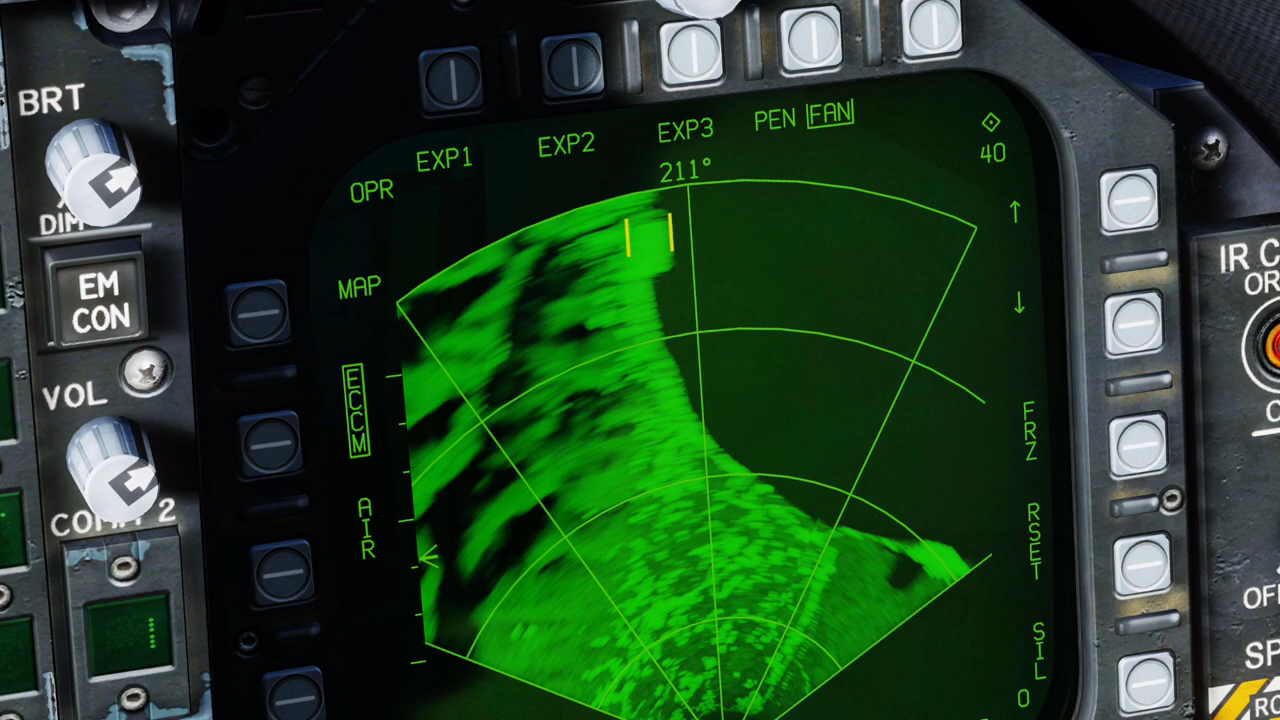 BRT
DIM
EM
CON
VOL
COMM 2
OPR
EXP1
EXP2
EXP3
PEN FAN
211°
40
MAP
ECCM
AIR
FRZ
RSET
SIL
0
IR C
OR
OF
SP